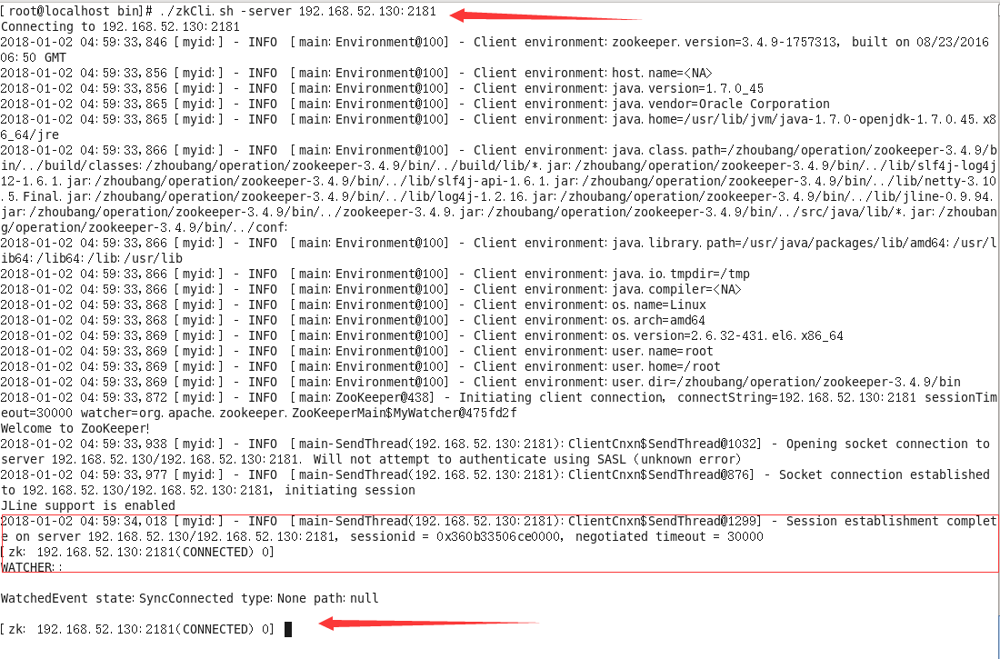 [root@localhost bin]# ./zkCli.sh -server 192.168.52.130:2181
Connecting to 192.168.52.130:2181
2018-01-02 04:59:33,846 [myid:] - INFO  [main:Environment@100] - Client environment:zookeeper.version=3.4.9-1757313, built on 08/23/2016
06:50 GMT
2018-01-02 04:59:33,856 [myid:] - INFO  [main:Environment@100] - Client environment:host.name=<NA>
2018-01-02 04:59:33,856 [myid:] - INFO  [main:Environment@100] - Client environment:java.version=1.7.0_45
2018-01-02 04:59:33,865 [myid:] - INFO  [main:Environment@100] - Client environment:java.vendor=Oracle Corporation
2018-01-02 04:59:33,865 [myid:] - INFO  [main:Environment@100] - Client environment:java.home=/usr/lib/jvm/java-1.7.0-openjdk-1.7.0.45.x8
6_64/jre
2018-01-02 04:59:33,866 [myid:] - INFO  [main:Environment@100] - Client environment:java.class.path=/zhoubang/operation/zookeeper-3.4.9/b
in/../build/classes:/zhoubang/operation/zookeeper-3.4.9/bin/../build/lib/*.jar:/zhoubang/operation/zookeeper-3.4.9/bin/../lib/slf4j-log4j
12-1.6.1.jar:/zhoubang/operation/zookeeper-3.4.9/bin/../lib/slf4j-api-1.6.1.jar:/zhoubang/operation/zookeeper-3.4.9/bin/../lib/netty-3.10
.5.Final.jar:/zhoubang/operation/zookeeper-3.4.9/bin/../lib/log4j-1.2.16.jar:/zhoubang/operation/zookeeper-3.4.9/bin/../lib/jline-0.9.94.
jar:/zhoubang/operation/zookeeper-3.4.9/bin/../zookeeper-3.4.9.jar:/zhoubang/operation/zookeeper-3.4.9/bin/../src/java/lib/*.jar:/zhouban
g/operation/zookeeper-3.4.9/bin/../conf:
2018-01-02 04:59:33,866 [myid:] - INFO  [main:Environment@100] - Client environment:java.library.path=/usr/java/packages/lib/amd64:/usr/l
ib64:/lib64:/lib:/usr/lib
2018-01-02 04:59:33,866 [myid:] - INFO  [main:Environment@100] - Client environment:java.io.tmpdir=/tmp
2018-01-02 04:59:33,866 [myid:] - INFO  [main:Environment@100] - Client environment:java.compiler=<NA>
2018-01-02 04:59:33,868 [myid:] - INFO  [main:Environment@100] - Client environment:os.name=Linux
2018-01-02 04:59:33,868 [myid:] - INFO  [main:Environment@100] - Client environment:os.arch=amd64
2018-01-02 04:59:33,869 [myid:] - INFO  [main:Environment@100] - Client environment:os.version=2.6.32-431.el6.x86_64
2018-01-02 04:59:33,869 [myid:] - INFO  [main:Environment@100] - Client environment:user.name=root
2018-01-02 04:59:33,869 [myid:] - INFO  [main:Environment@100] - Client environment:user.home=/root
2018-01-02 04:59:33,869 [myid:] - INFO  [main:Environment@100] - Client environment:user.dir=/zhoubang/operation/zookeeper-3.4.9/bin
2018-01-02 04:59:33,872 [myid:] - INFO  [main:ZooKeeper@438] - Initiating client connection, connectString=192.168.52.130:2181 sessionTim
eout=30000 watcher=org.apache.zookeeper.ZooKeeperMain$MyWatcher@475fd2f
Welcome to ZooKeeper!
2018-01-02 04:59:33,938 [myid:] - INFO  [main-SendThread(192.168.52.130:2181):ClientCnxn$SendThread@1032] - Opening socket connection to
server 192.168.52.130/192.168.52.130:2181. Will not attempt to authenticate using SASL (unknown error)
2018-01-02 04:59:33,977 [myid:] - INFO  [main-SendThread(192.168.52.130:2181):ClientCnxn$SendThread@876] - Socket connection established
to 192.168.52.130/192.168.52.130:2181, initiating session
JLine support is enabled
2018-01-02 04:59:34,018 [myid:] - INFO  [main-SendThread(192.168.52.130:2181):ClientCnxn$SendThread@1299] - Session establishment complet
e on server 192.168.52.130/192.168.52.130:2181, sessionid = 0x360b33506ce0000, negotiated timeout = 30000
[zk: 192.168.52.130:2181(CONNECTED) 0]
WATCHER::
WatchedEvent state:SyncConnected type:None path:null
[zk: 192.168.52.130:2181(CONNECTED) 0]